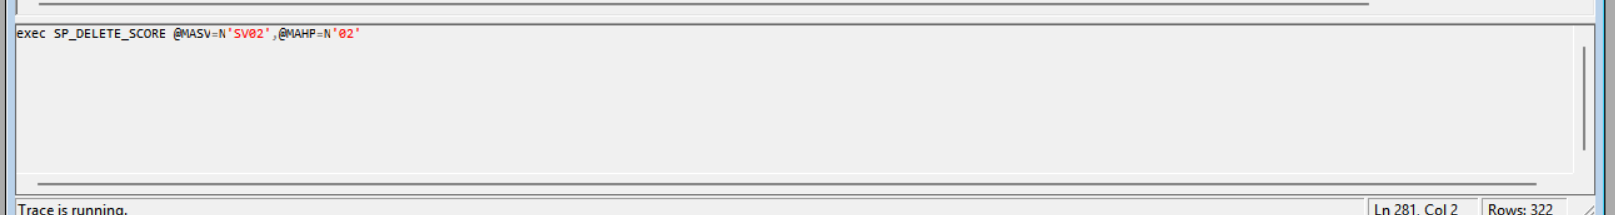 exec SP_DELETE_SCORE @MASV=N'SV02',@MAHP=N'02'
Trace is running.
Ln 281, Col 2
Rows: 322